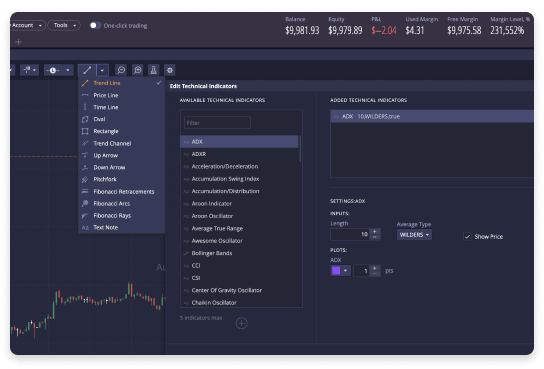 Account
Tools
One-click trading
Balance
$9,981.93
Equity
$9,979.89
P&L
$—2.04
Used Margin
$4.31
Free Margin
$9,975.58
Margin Level, %
231,552%
Trend Line
Price Line
Time Line
Oval
Rectangle
Trend Channel
Up Arrow
Down Arrow
Pitchfork
Fibonacci Retracements
Fibonacci Arcs
Fibonacci Rays
Aa Text Note
Edit Technical Indicators
AVAILABLE TECHNICAL INDICATORS
Filter
ADX
ADXR
Acceleration/Deceleration
Accumulation Swing Index
Accumulation/Distribution
Aroon Indicator
Aroon Oscillator
Average True Range
Awesome Oscillator
Bollinger Bands
CCI
CSI
Center Of Gravity Oscillator
Chaikin Oscillator
5 indicators max
ADDED TECHNICAL INDICATORS
ADX 10,WILDERS,true
SETTINGS:ADX
INPUTS:
Length
10
Average Type
WILDERS
Show Price
PLOTS:
ADX
1
pts